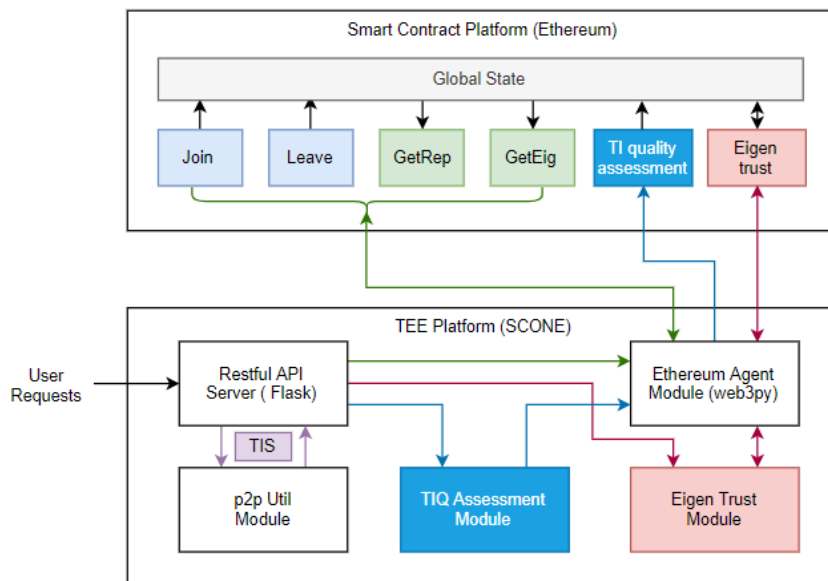 Smart Contract Platform (Ethereum)
Global State
Join
Leave
GetRep
GetEig
TI quality
assessment
Eigen
trust
TEE Platform (SCONE)
User
Requests
Restful API
Server ( Flask)
Ethereum Agent
Module (web3py)
TIS
p2p Util
Module
TIQ Assessment
Module
Eigen Trust
Module